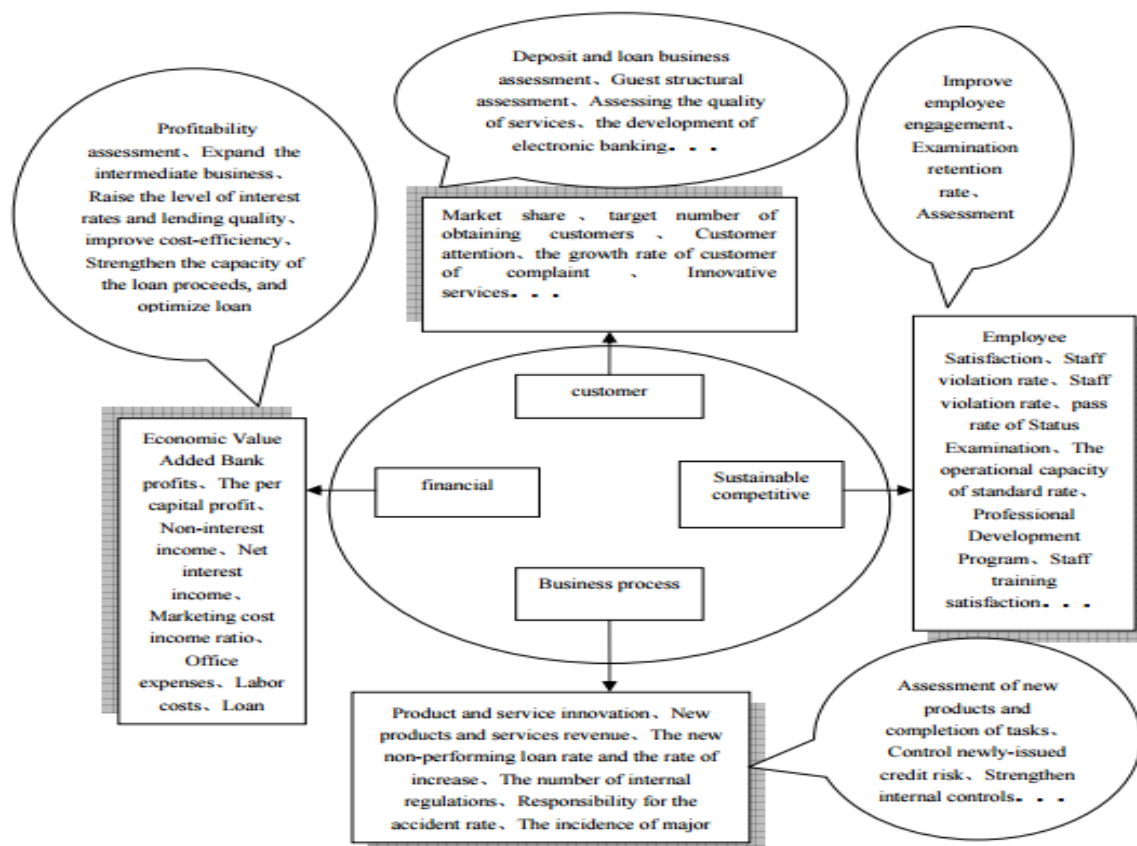 Deposit and loan business
assessment、Guest structural
assessment、Assessing the quality
of services、the development of
electronic banking。。。
Improve
employee
engagement、
Examination
retention
rate、
Assessment
Profitability
assessment、Expand the
intermediate business、
Raise the level of interest
rates and lending quality、
improve cost-efficiency、
Strengthen the capacity of
the loan proceeds, and
optimize loan
Market share 、target number of
obtaining customers 、 Customer
attention、the growth rate of customer
of complaint 、 Innovative
services。。。
Employee
Satisfaction、Staff
violation rate、Staff
violation rate、pass
rate of Status
Examination、The
operational capacity
of standard rate、
Professional
Development
Program、Staff
training
satisfaction。。。
customer
financial
Sustainable
competitive
Business process
Economic Value
Added Bank
profits、The per
capital profit、
Non-interest
income、Net
interest
income、
Marketing cost
income ratio、
Office
expenses、Labor
costs、Loan
Product and service innovation、New
products and services revenue、The new
non-performing loan rate and the rate of
increase、The number of internal
regulations、Responsibility for the
accident rate、The incidence of major
Assessment of new
products and
completion of tasks、
Control newly-issued
credit risk、Strengthen
internal controls。。。